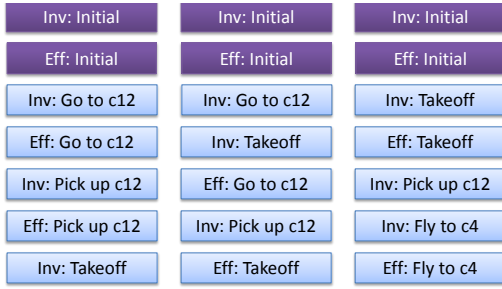 Inv: Initial Inv: Initial Inv: Initial
Eff: Initial Eff: Initial Eff: Initial
Inv: Go to c12 Inv: Go to c12 Inv: Takeoff
Eff: Go to c12 Inv: Takeoff Eff: Takeoff
Inv: Pick up c12 Eff: Go to c12 Inv: Pick up c12
Eff: Pick up c12 Inv: Pick up c12 Inv: Fly to c4
Inv: Takeoff Eff: Takeoff Eff: Fly to c4